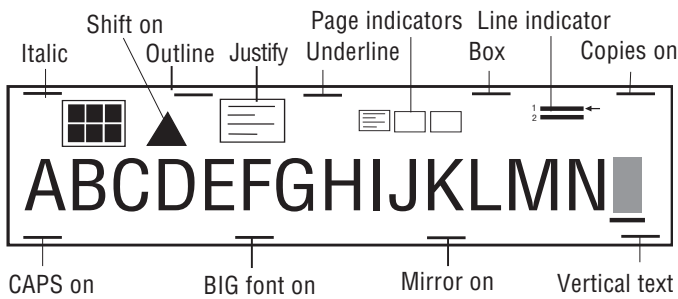 Shift on Page indicators Line indicator
Italic Outline Justify Underline Box Copies on
1
2
ABCDEFGHIJKLMN
CAPS on BIG font on Mirror on Vertical text